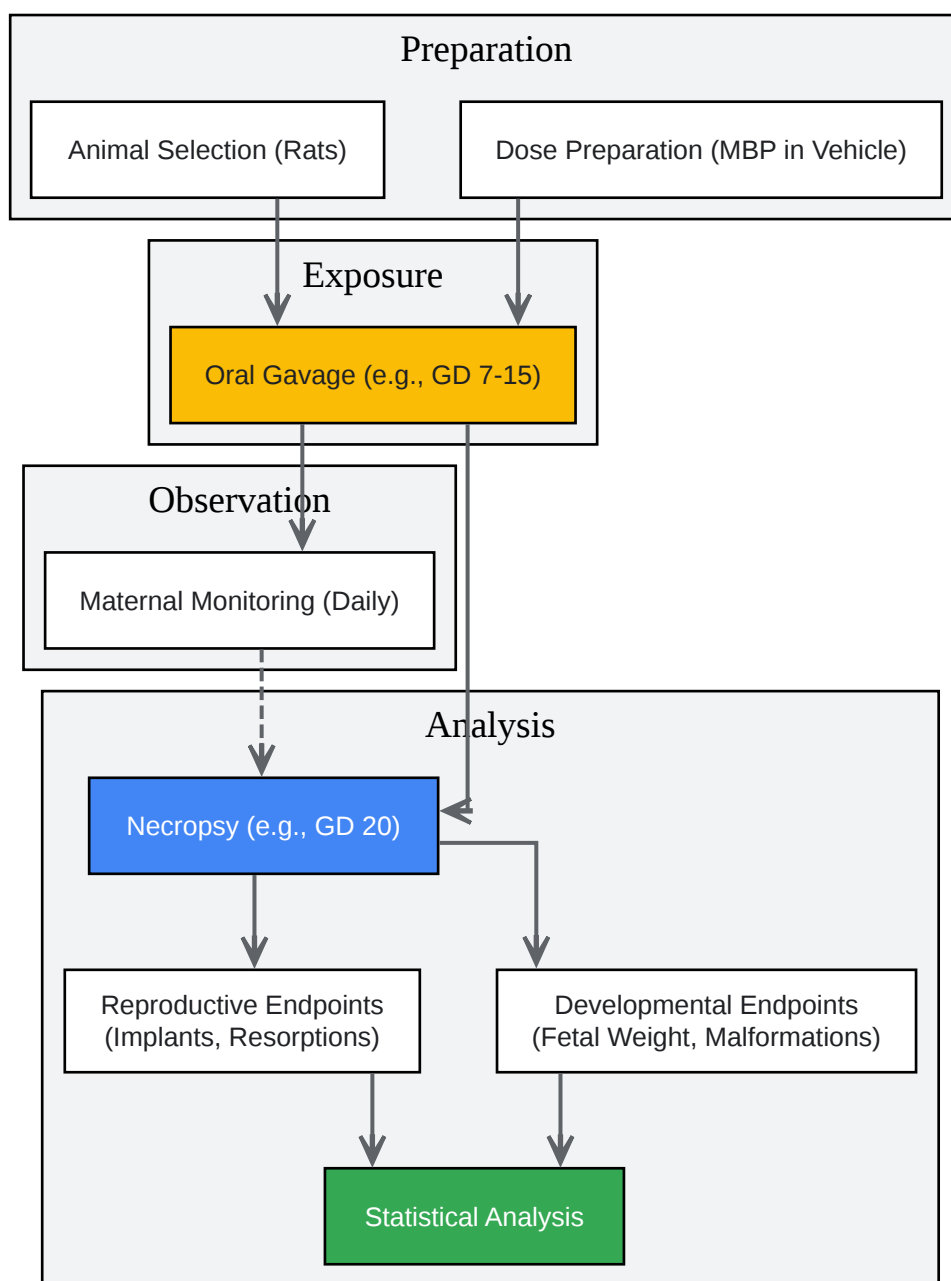 Preparation
Animal Selection (Rats)
Dose Preparation (MBP in Vehicle)
Exposure
Oral Gavage (e.g., GD 7-15)
Observation
Maternal Monitoring (Daily)
Analysis
Necropsy (e.g., GD 20)
Reproductive Endpoints
(Implants, Resorptions)
Developmental Endpoints
(Fetal Weight, Malformations)
Statistical Analysis